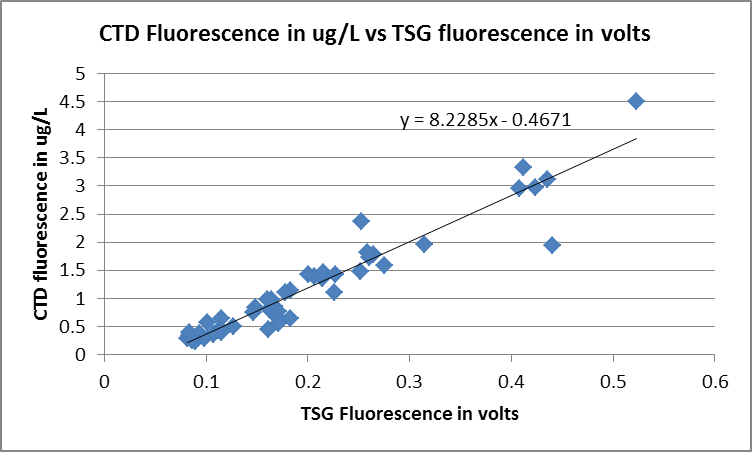 CTD Fluorescence in ug/L vs TSG fluorescence in volts
5
4.5
y = 8.2285x - 0.4671
4
3.5
3
2.5
2
1.5
1
0.5
0
CTD fluorescence in ug/L
0 0.1 0.2 0.3 0.4 0.5 0.6
TSG Fluorescence in volts